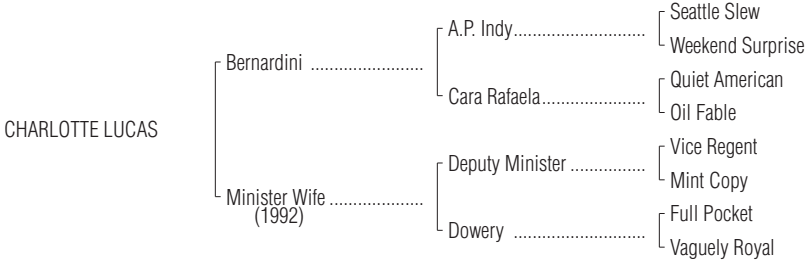 Seattle Slew
A.P. Indy..............................
Weekend Surprise
Bernardini .........................
Quiet American
Cara Rafaela.......................
Oil Fable
CHARLOTTE LUCAS
Vice Regent
Deputy Minister .................
Mint Copy
Minister Wife .....................
(1992)
Full Pocket
Dowery ..............................
Vaguely Royal